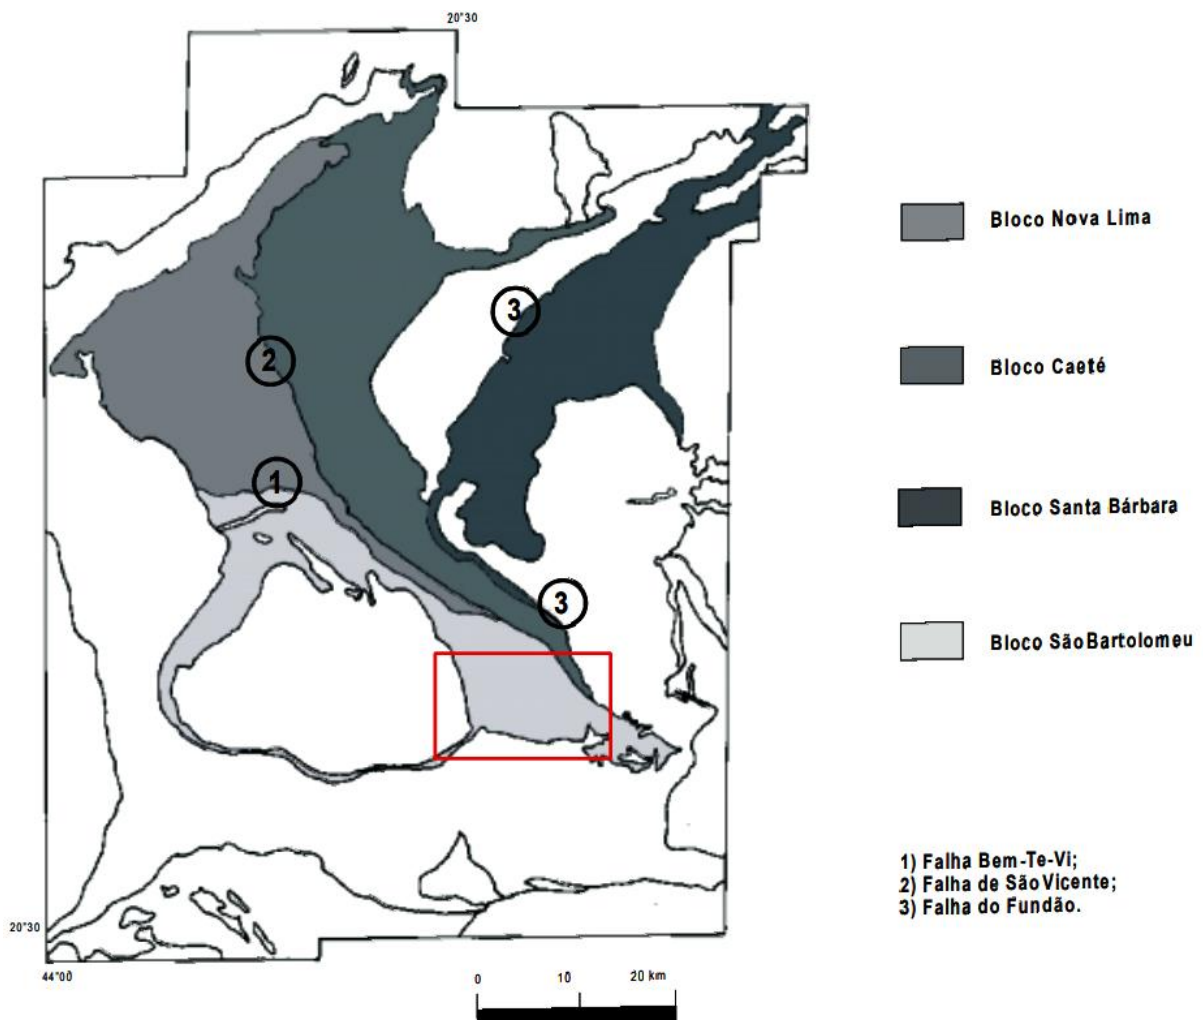 20°30
3
2
1
3
20°30
44°00
0 10 20 km
Bloco Nova Lima
Bloco Caeté
Bloco Santa Bárbara
Bloco São Bartolomeu
1) Falha Bem-Te-Vi;
2) Falha de São Vicente;
3) Falha do Fundão.